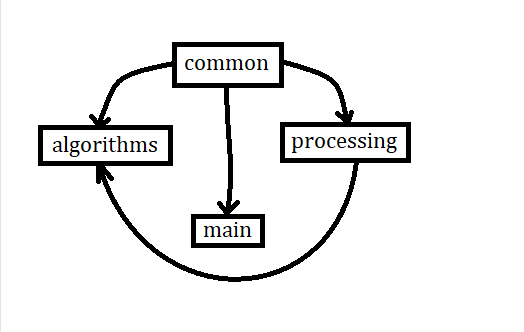 common
algorithms
processing
main